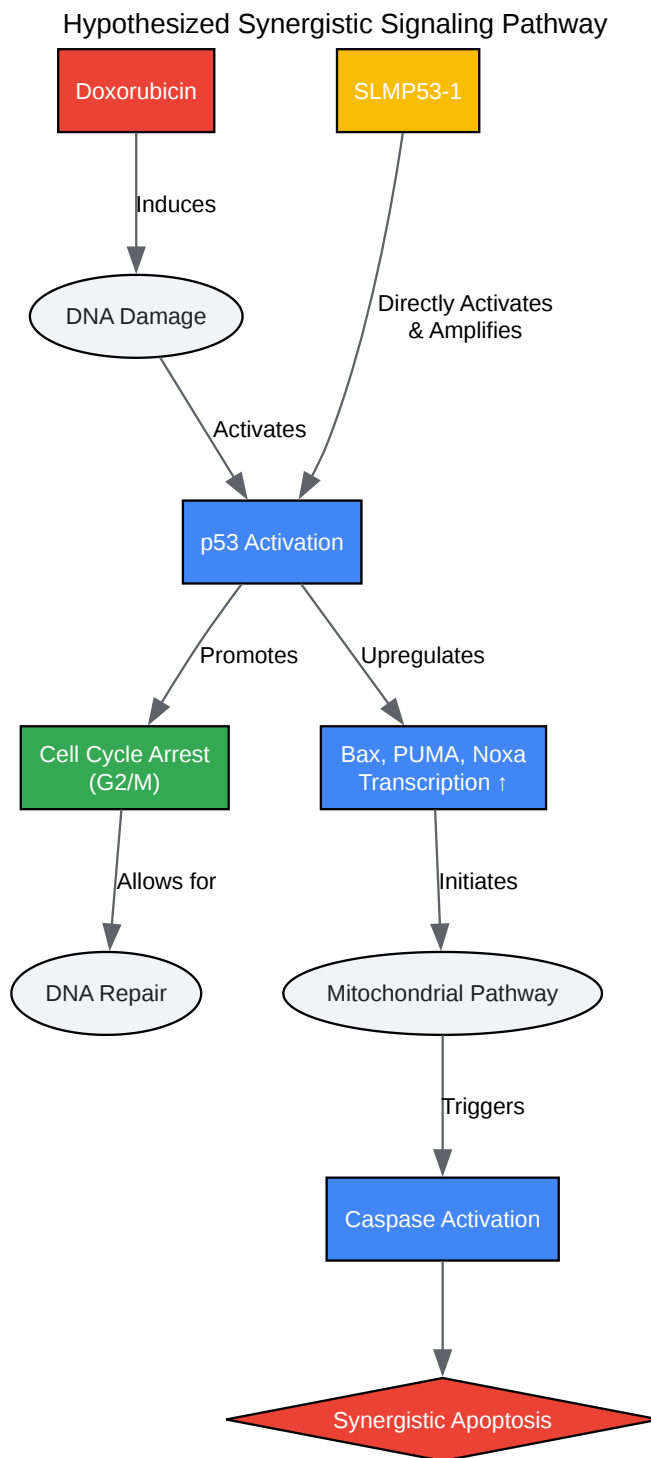 Hypothesized Synergistic Signaling Pathway
Doxorubicin
SLMP53-1
Induces
DNA Damage
Directly Activates
& Amplifies
Activates
p53 Activation
Promotes
Upregulates
Cell Cycle Arrest
(G2/M)
Bax, PUMA, Noxa
Transcription ↑
Allows for
Initiates
DNA Repair
Mitochondrial Pathway
Triggers
Caspase Activation
Synergistic Apoptosis